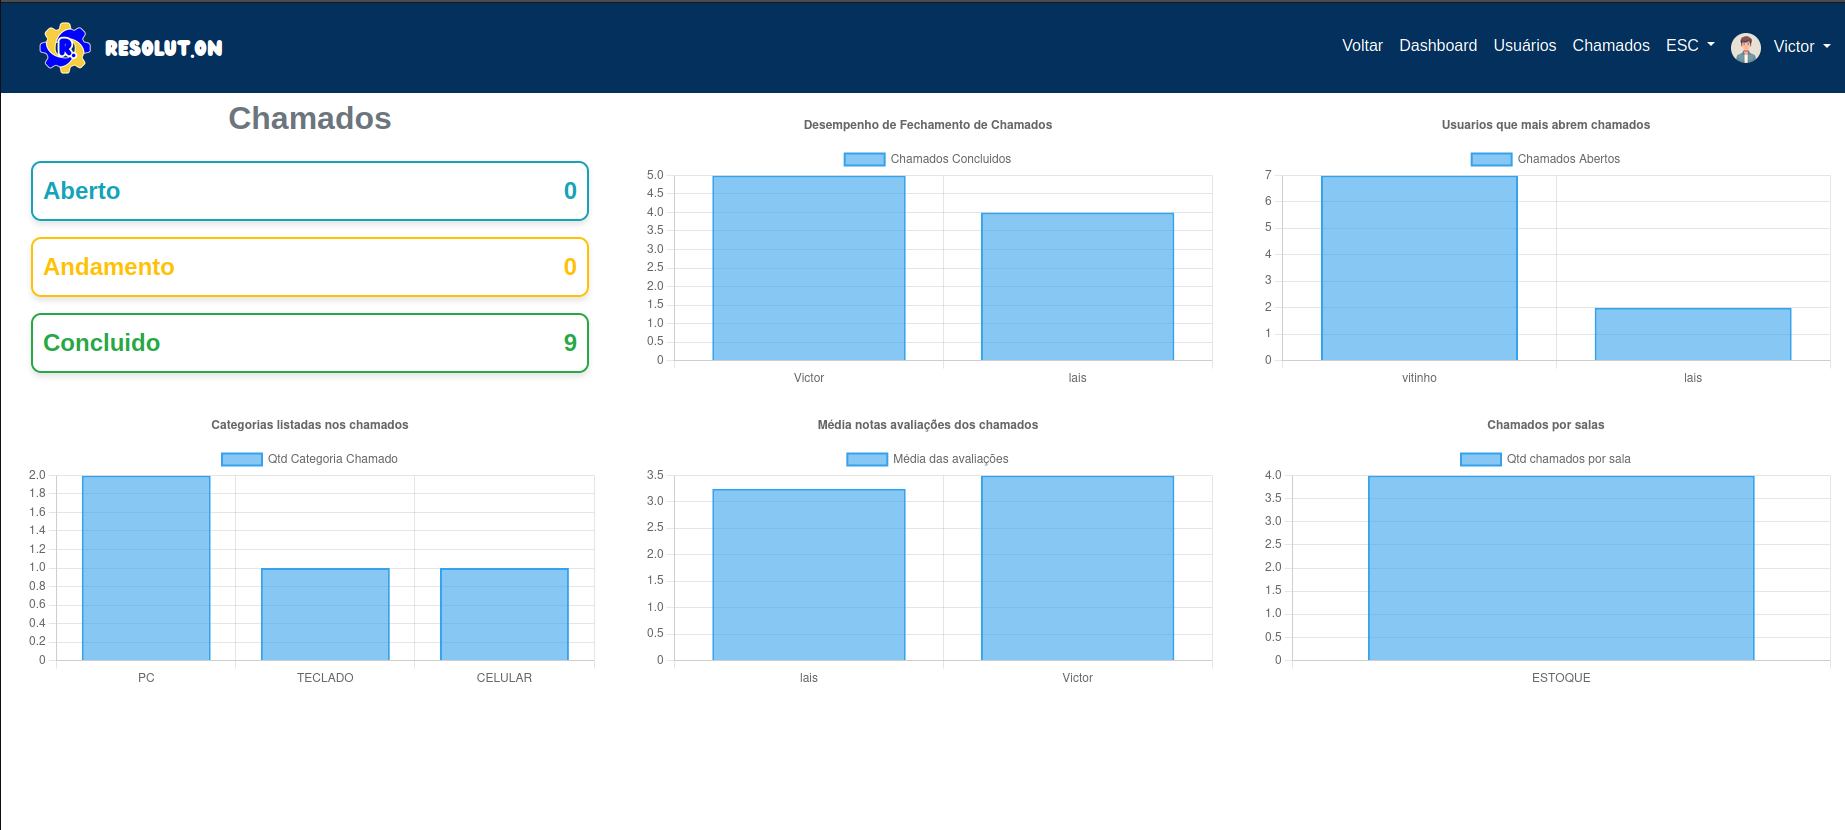 RESOLUT.ON
Voltar Dashboard Usuários Chamados ESC Victor
Chamados
Aberto 0
Andamento 0
Concluido 9
Desempenho de Fechamento de Chamados
Chamados Concluidos
5.0
4.5
4.0
3.5
3.0
2.5
2.0
1.5
1.0
0.5
0
Victor lais
Usuarios que mais abrem chamados
Chamados Abertos
7
6
5
4
3
2
1
0
vitinho lais
Categorias listadas nos chamados
Qtd Categoria Chamado
2.0
1.8
1.6
1.4
1.2
1.0
0.8
0.6
0.4
0.2
0
PC TECLADO CELULAR
Média notas avaliações dos chamados
Média das avaliações
3.5
3.0
2.5
2.0
1.5
1.0
0.5
0
lais Victor
Chamados por salas
Qtd chamados por sala
4.0
3.5
3.0
2.5
2.0
1.5
1.0
0.5
0
ESTOQUE